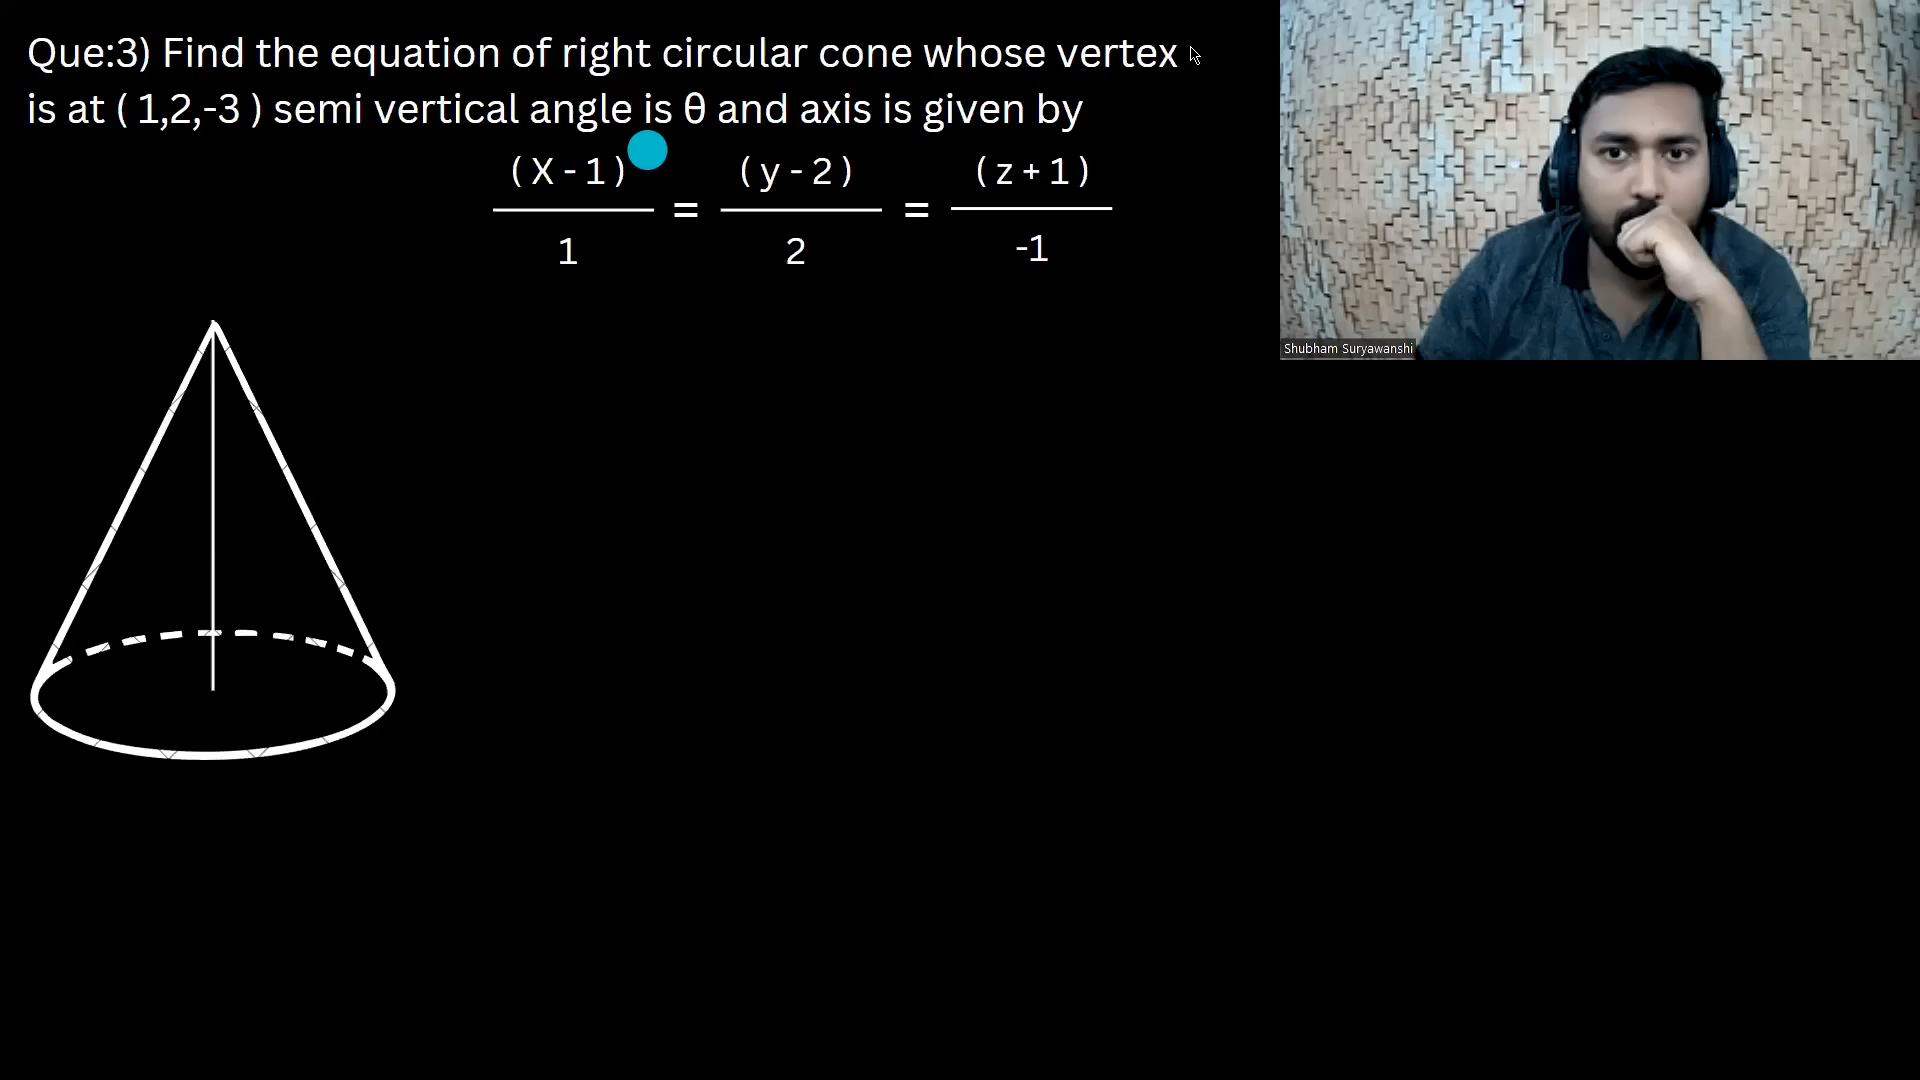 Que:3) Find the equation of right circular cone whose vertex
is at ( 1,2,-3 ) semi vertical angle is θ and axis is given by
( X - 1 ) ( y - 2 ) ( z + 1 )
= =
1 2 -1
Shubham Suryawanshi